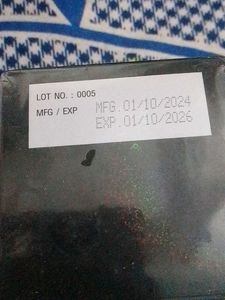 LOT NO. : 0005
MFG / EXP
MFG.01/10/2024
EXP.01/10/2026